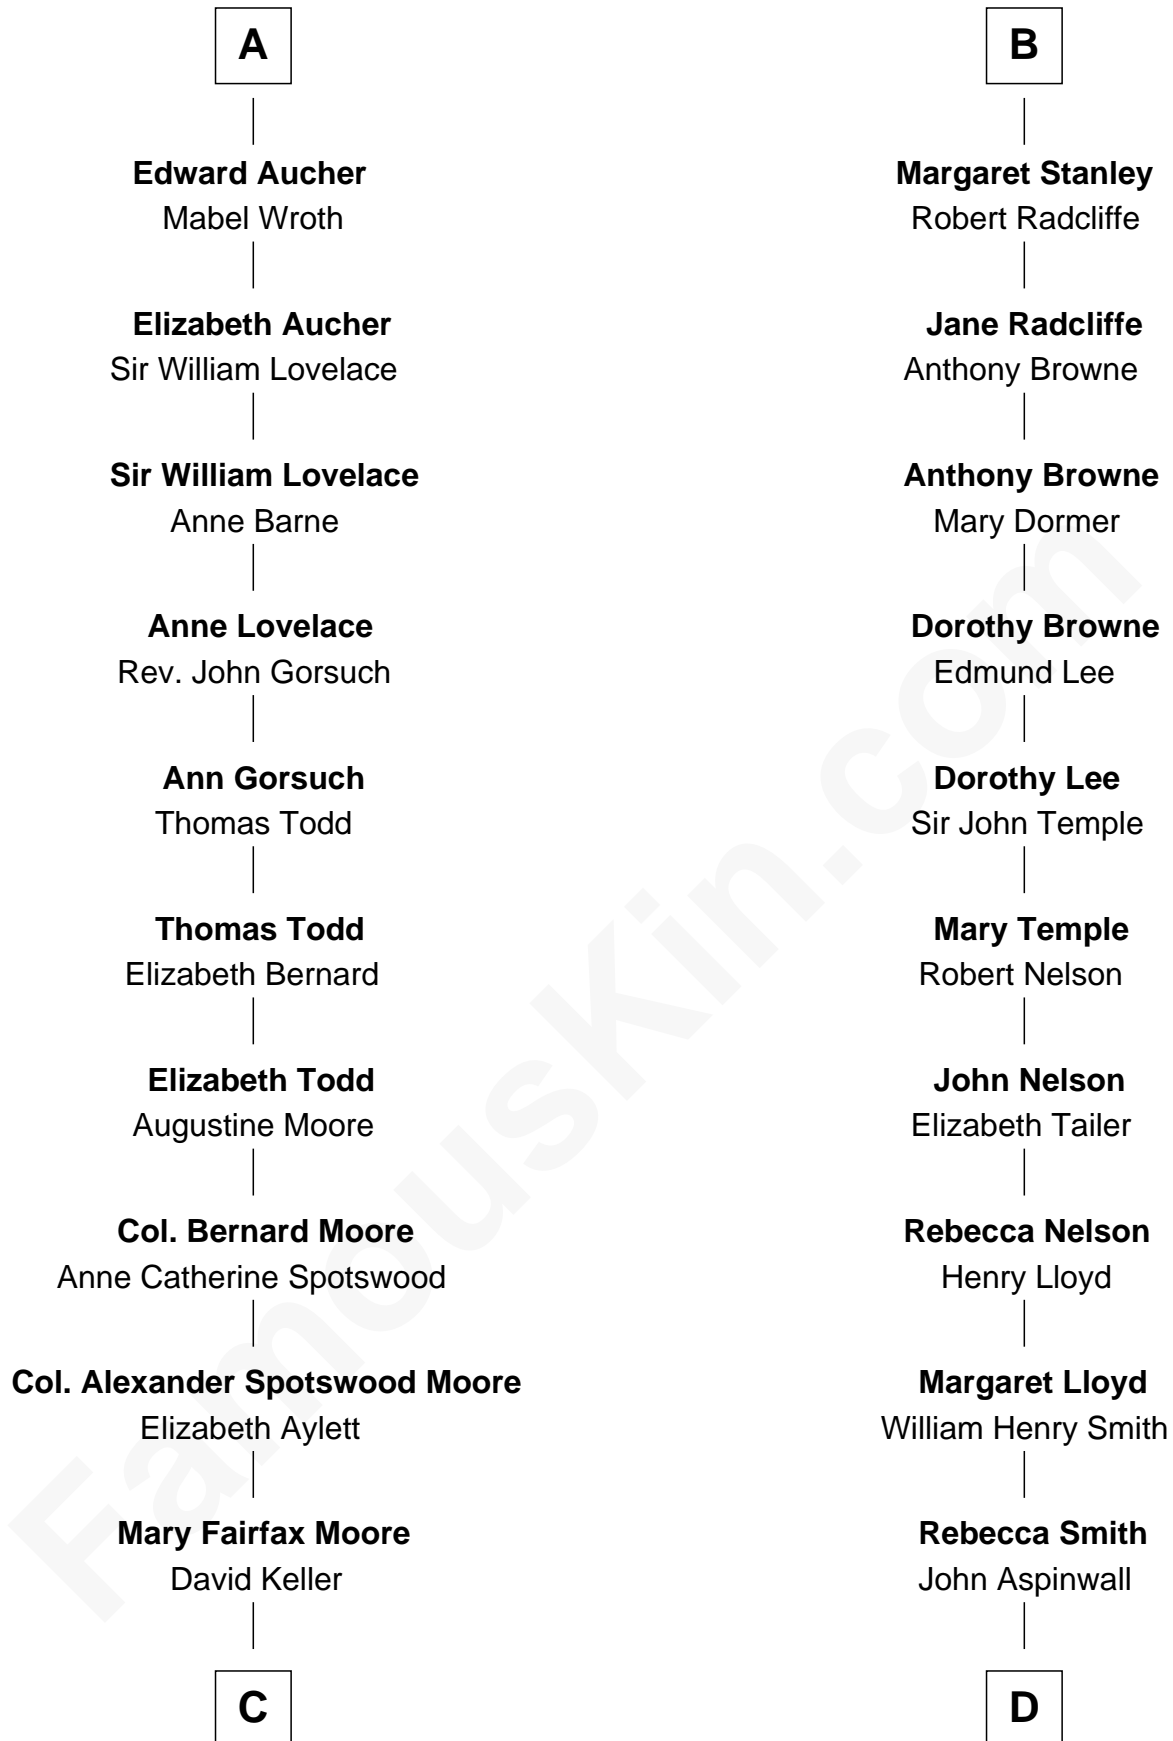 A
Edward Aucher
Mabel Wroth
Elizabeth Aucher
Sir William Lovelace
Sir William Lovelace
Anne Barne
Anne Lovelace
Rev. John Gorsuch
Ann Gorsuch
Thomas Todd
Thomas Todd
Elizabeth Bernard
Elizabeth Todd
Augustine Moore
Col. Bernard Moore
Anne Catherine Spotswood
Col. Alexander Spotswood Moore
Elizabeth Aylett
Mary Fairfax Moore
David Keller
C
B
Margaret Stanley
Robert Radcliffe
Jane Radcliffe
Anthony Browne
Anthony Browne
Mary Dormer
Dorothy Browne
Edmund Lee
Dorothy Lee
Sir John Temple
Mary Temple
Robert Nelson
John Nelson
Elizabeth Tailer
Rebecca Nelson
Henry Lloyd
Margaret Lloyd
William Henry Smith
Rebecca Smith
John Aspinwall
D
FamousKin.com